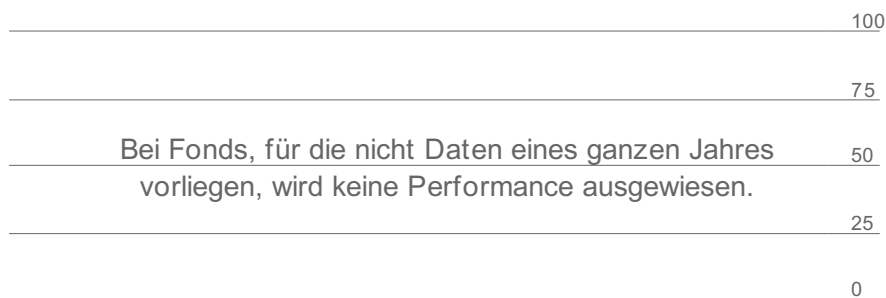 100
75
Bei Fonds, für die nicht Daten eines ganzen Jahres
50
vorliegen, wird keine Performance ausgewiesen.
25
0